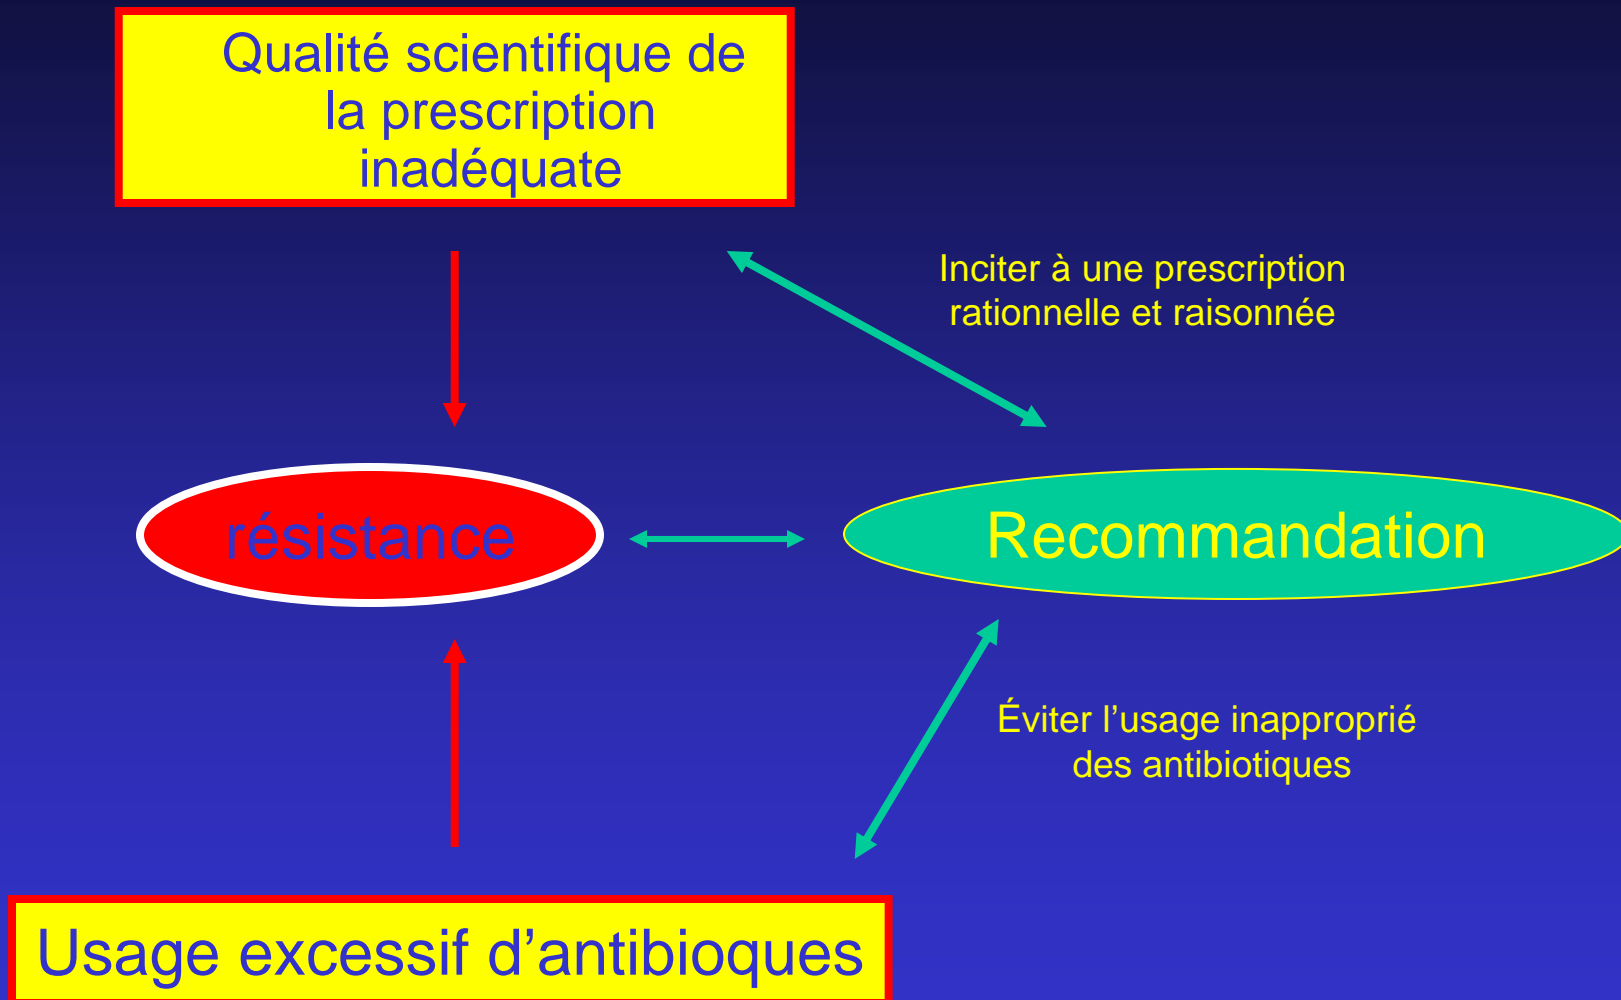 Qualité scientifique de
la prescription
inadéquate
Inciter à une prescription
rationnelle et raisonnée
résistance
Recommandation
Éviter l’usage inapproprié
des antibiotiques
Usage excessif d’antibioques